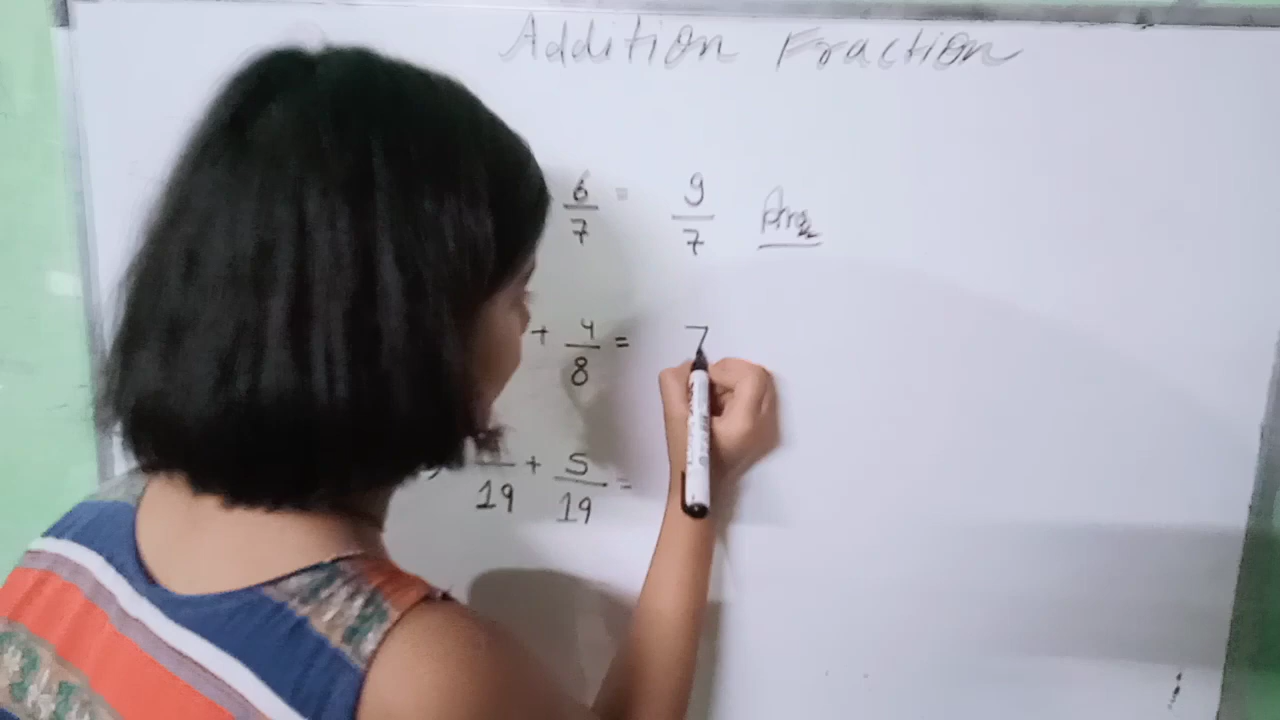 Addition Fraction
6/7 = 9/7 Ans
+ 4/8 = 7
/19 + 5/19 =